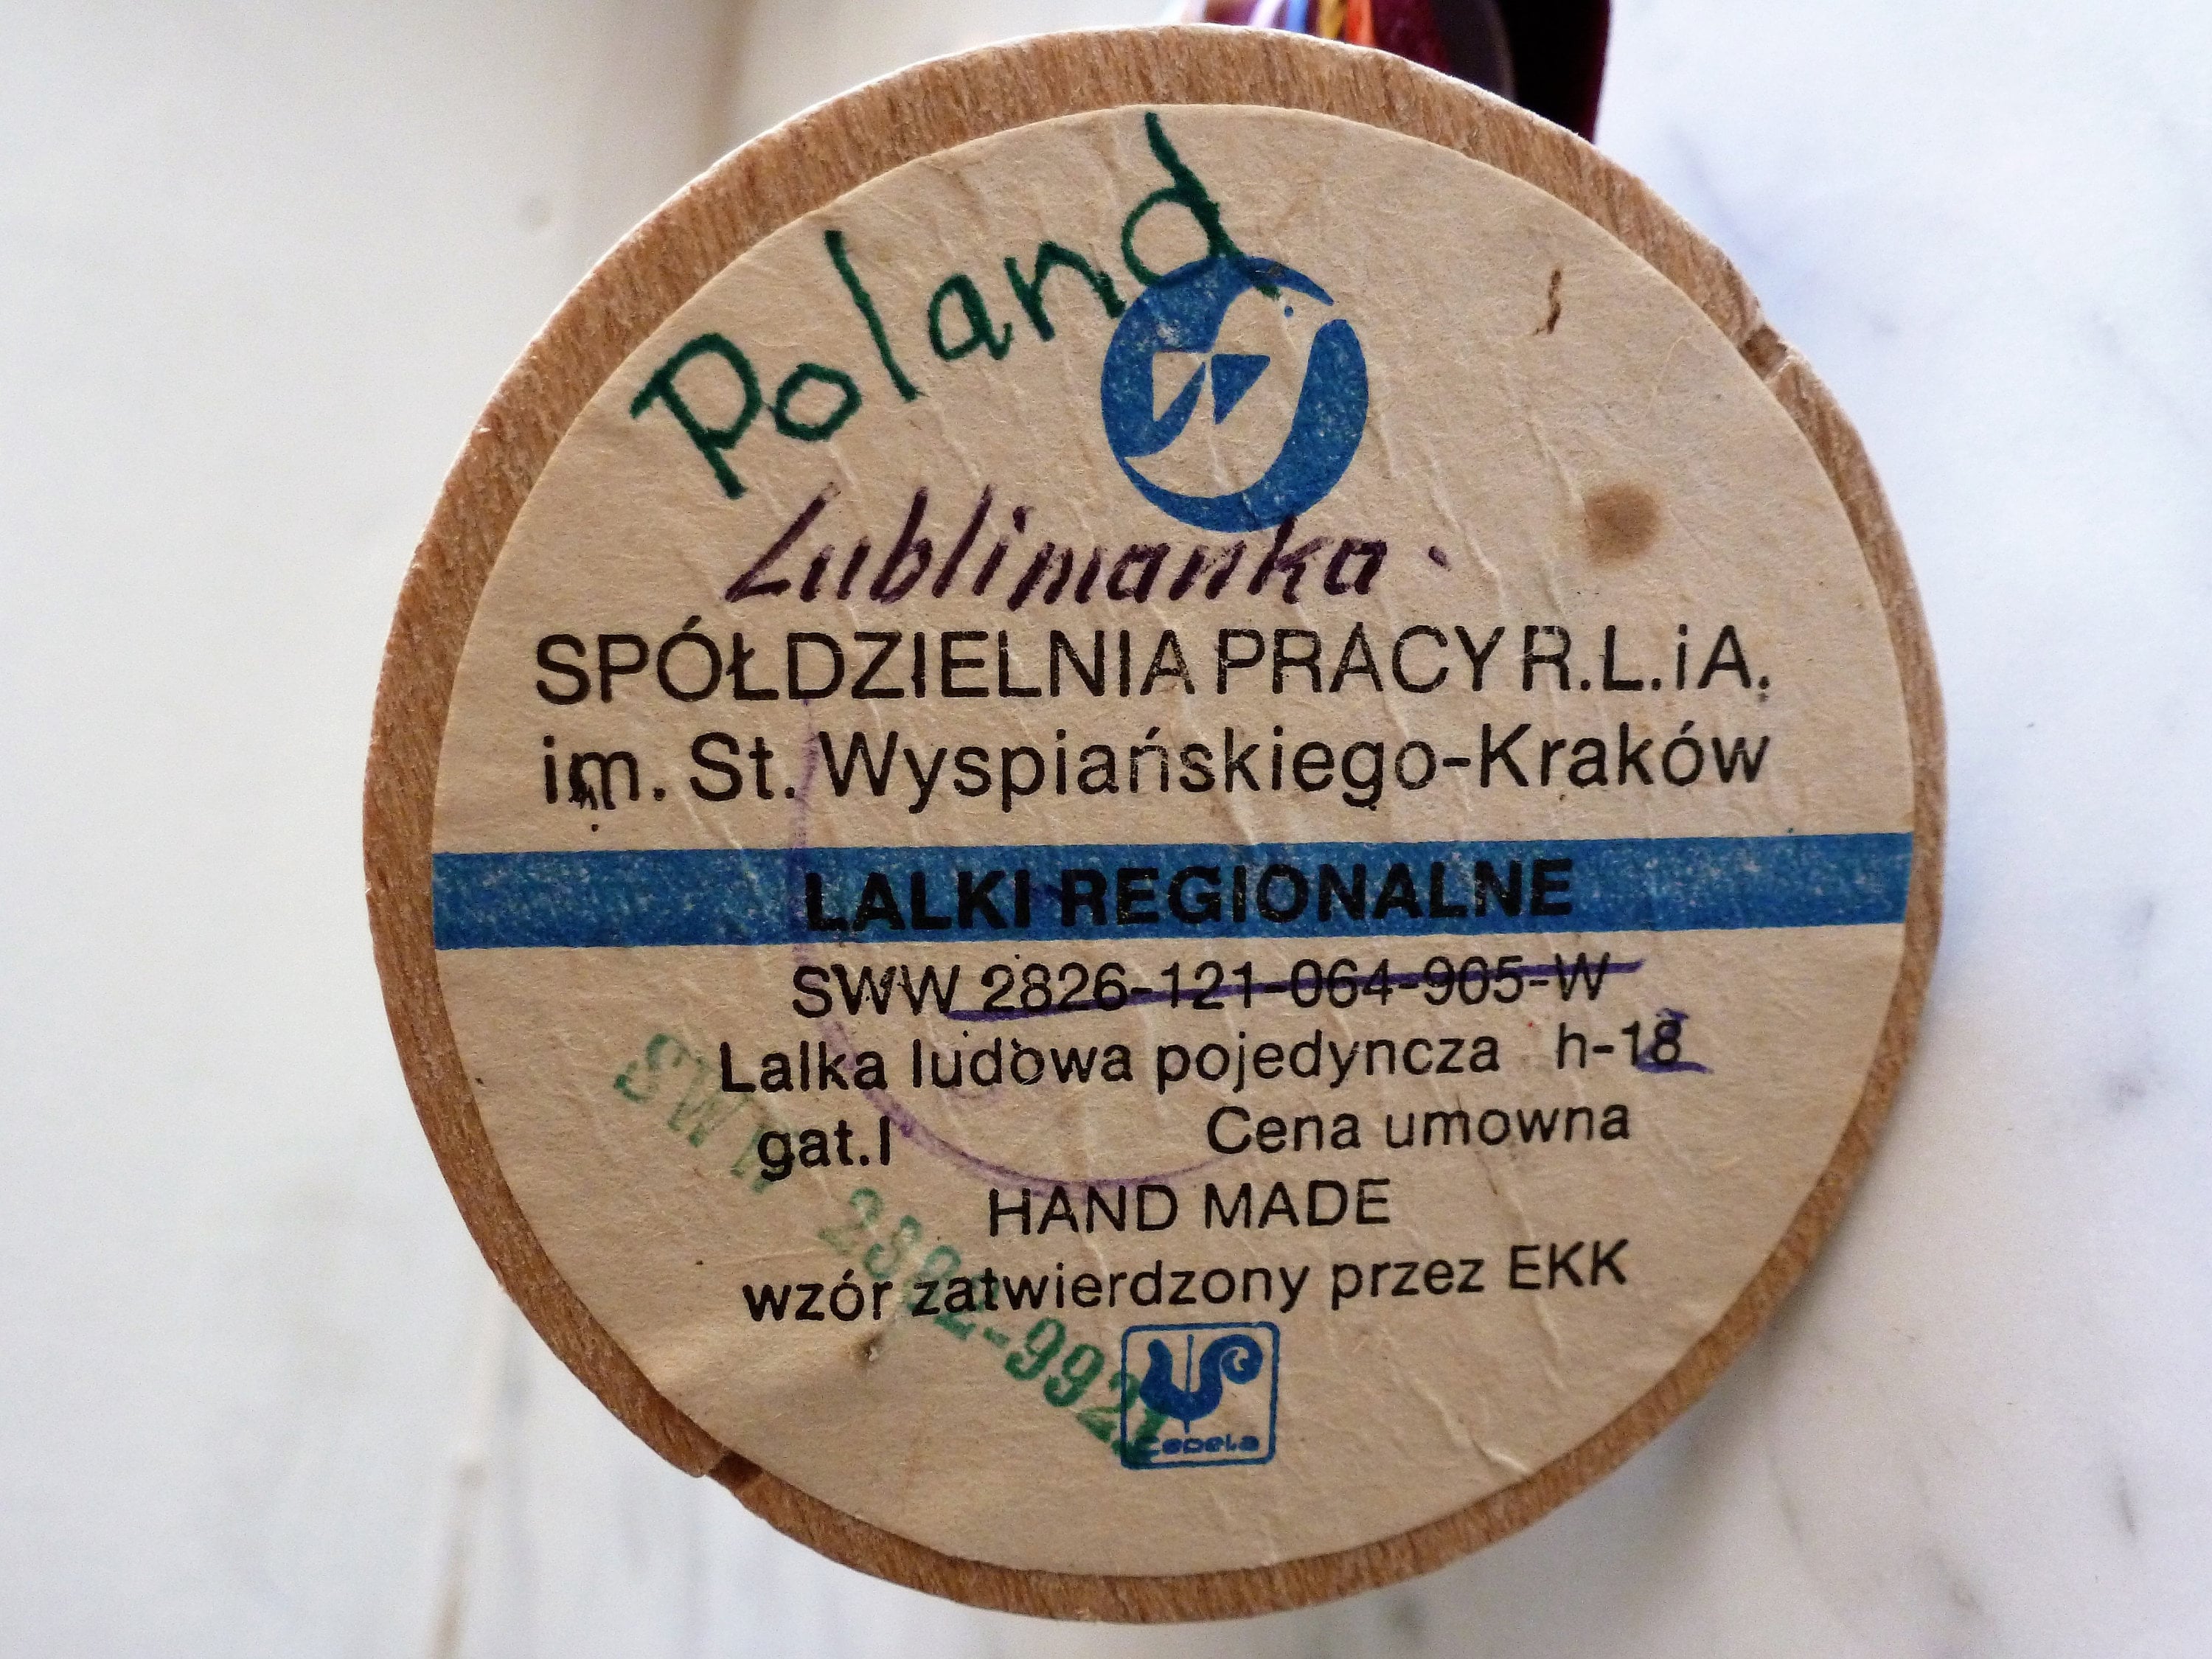 Poland
Lublinianka.
SPÓŁDZIELNIA PRACY R.L.iA.
im. St. Wyspiańskiego-Kraków
LALKI REGIONALNE
SWW 2826-121-064-905-W
Lalka ludowa pojedyncza h-18
gat.I Cena umowna
HAND MADE
wzór zatwierdzony przez EKK
SWW
cepelia